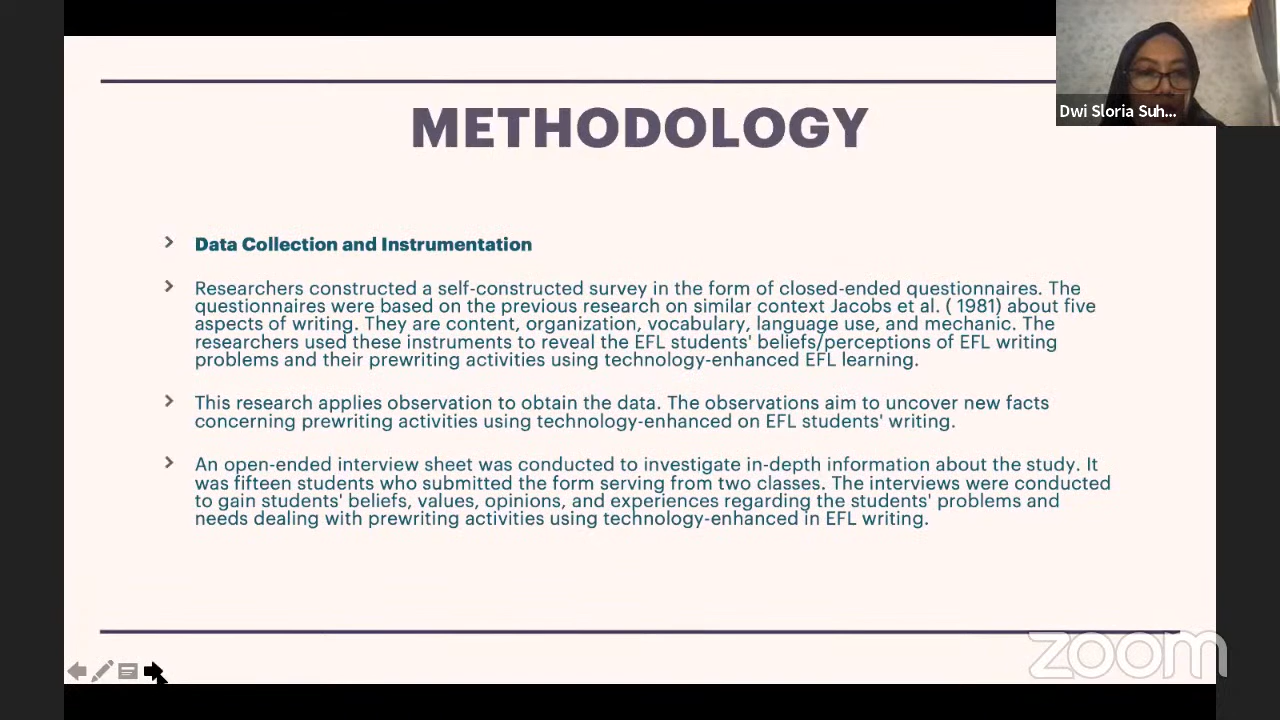 METHODOLOGY
Dwi Sloria Suh...
Data Collection and Instrumentation
Researchers constructed a self-constructed survey in the form of closed-ended questionnaires. The
questionnaires were based on the previous research on similar context Jacobs et al. ( 1981) about five
aspects of writing. They are content, organization, vocabulary, language use, and mechanic. The
researchers used these instruments to reveal the EFL students' beliefs/perceptions of EFL writing
problems and their prewriting activities using technology-enhanced EFL learning.
This research applies observation to obtain the data. The observations aim to uncover new facts
concerning prewriting activities using technology-enhanced on EFL students' writing.
An open-ended interview sheet was conducted to investigate in-depth information about the study. It
was fifteen students who submitted the form serving from two classes. The interviews were conducted
to gain students' beliefs, values, opinions, and experiences regarding the students' problems and
needs dealing with prewriting activities using technology-enhanced in EFL writing.
zoom